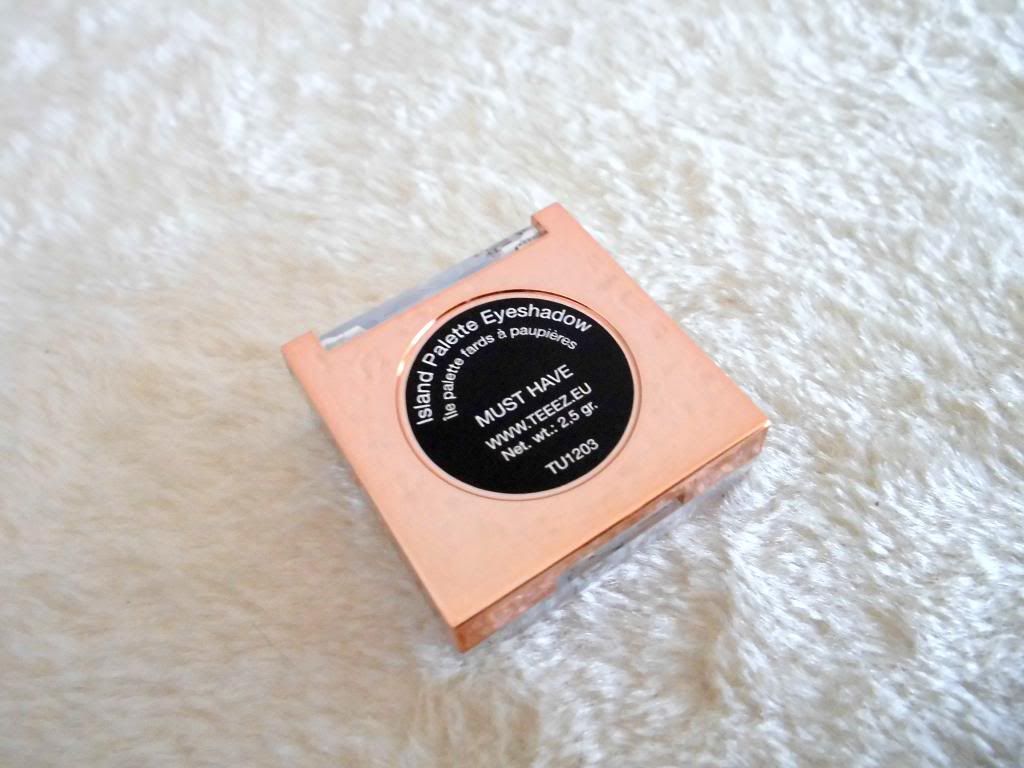 Island Palette Eyeshadow
Île palette fards à paupières
MUST HAVE
WWW.TEEEZ.EU
Net. wt.: 2,5 gr.
TU1203